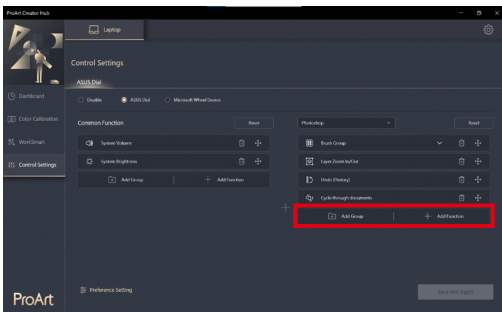 ProArt Creator Hub
Laptop
Control Settings
ASUS Dial
Dashboard
Disable
ASUS Dial
Microsoft Wheel Device
Color Calibration
Common Function
Reset
Photoshop
Reset
WorkSmart
System Volume
Brush Group
Control Settings
System Brightness
Layer Zoom In/Out
Add Group
Add Function
Undo (History)
Cycle through documents
Add Group
Add Function
Preference Setting
Save and Apply
ProArt